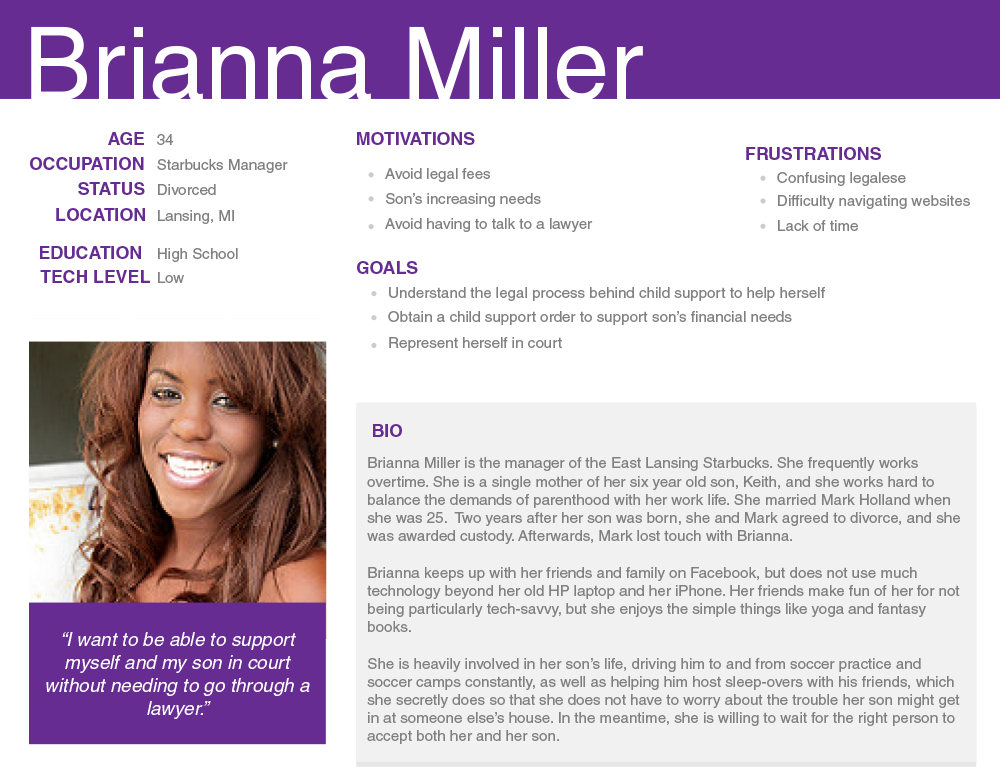 Brianna Miller
AGE 34
OCCUPATION Starbucks Manager
STATUS Divorced
LOCATION Lansing, MI
EDUCATION High School
TECH LEVEL Low
MOTIVATIONS
• Avoid legal fees
• Son’s increasing needs
• Avoid having to talk to a lawyer
FRUSTRATIONS
• Confusing legalese
• Difficulty navigating websites
• Lack of time
GOALS
• Understand the legal process behind child support to help herself
• Obtain a child support order to support son’s financial needs
• Represent herself in court
“I want to be able to support
myself and my son in court
without needing to go through a
lawyer.”
BIO
Brianna Miller is the manager of the East Lansing Starbucks. She frequently works
overtime. She is a single mother of her six year old son, Keith, and she works hard to
balance the demands of parenthood with her work life. She married Mark Holland when
she was 25.  Two years after her son was born, she and Mark agreed to divorce, and she
was awarded custody. Afterwards, Mark lost touch with Brianna.
Brianna keeps up with her friends and family on Facebook, but does not use much
technology beyond her old HP laptop and her iPhone. Her friends make fun of her for not
being particularly tech-savvy, but she enjoys the simple things like yoga and fantasy
books.
She is heavily involved in her son’s life, driving him to and from soccer practice and
soccer camps constantly, as well as helping him host sleep-overs with his friends, which
she secretly does so that she does not have to worry about the trouble her son might get
in at someone else’s house. In the meantime, she is willing to wait for the right person to
accept both her and her son.